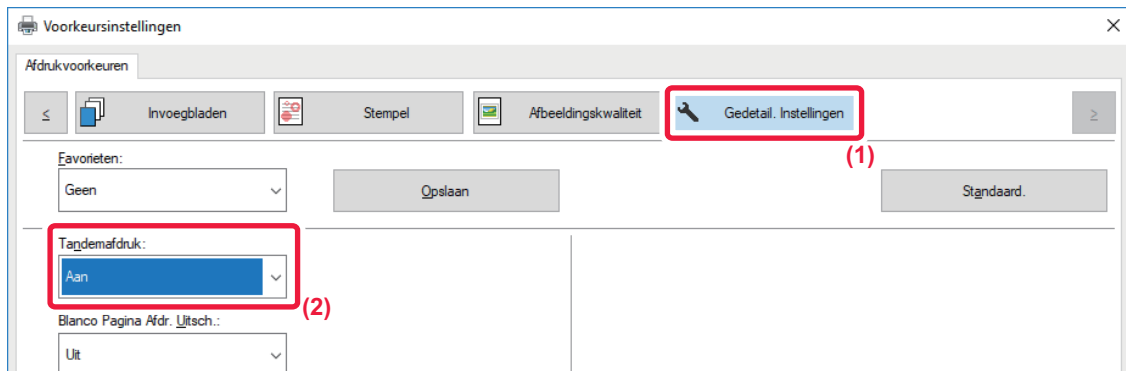 Voorkeursinstellingen
Afdrukvoorkeuren
< Invoegbladen Stempel Afbeeldingskwaliteit Gedetail. Instellingen >
(1)
Favorieten:
Geen Opslaan Standaard.
Tandemafdruk:
Aan
(2)
Blanco Pagina Afdr. Uitsch.:
Uit